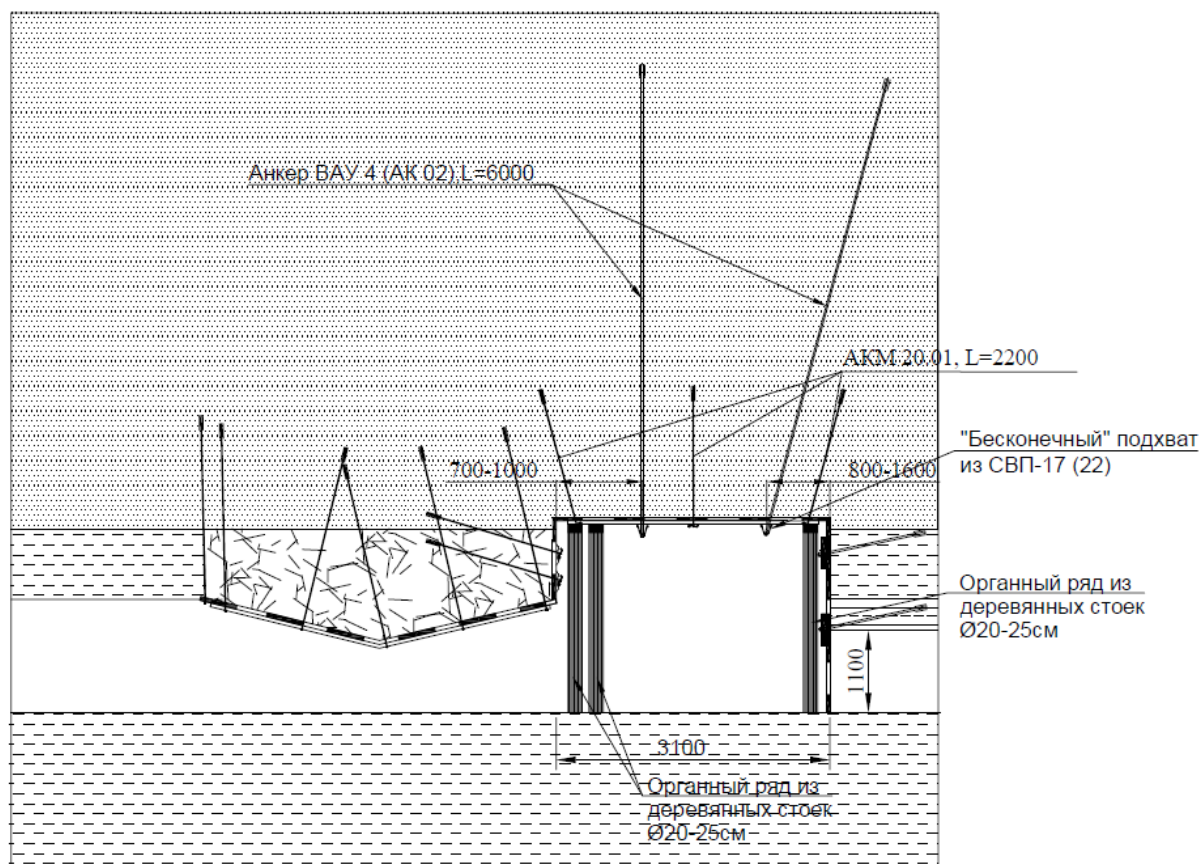 Анкер ВАУ 4 (АК 02),L=6000
АКМ 20.01, L=2200
"Бесконечный" подхват
из СВП-17 (22)
700-1000
800-1600
Органный ряд из
деревянных стоек
Ø20-25см
1100
3100
Органный ряд из
деревянных стоек
Ø20-25см